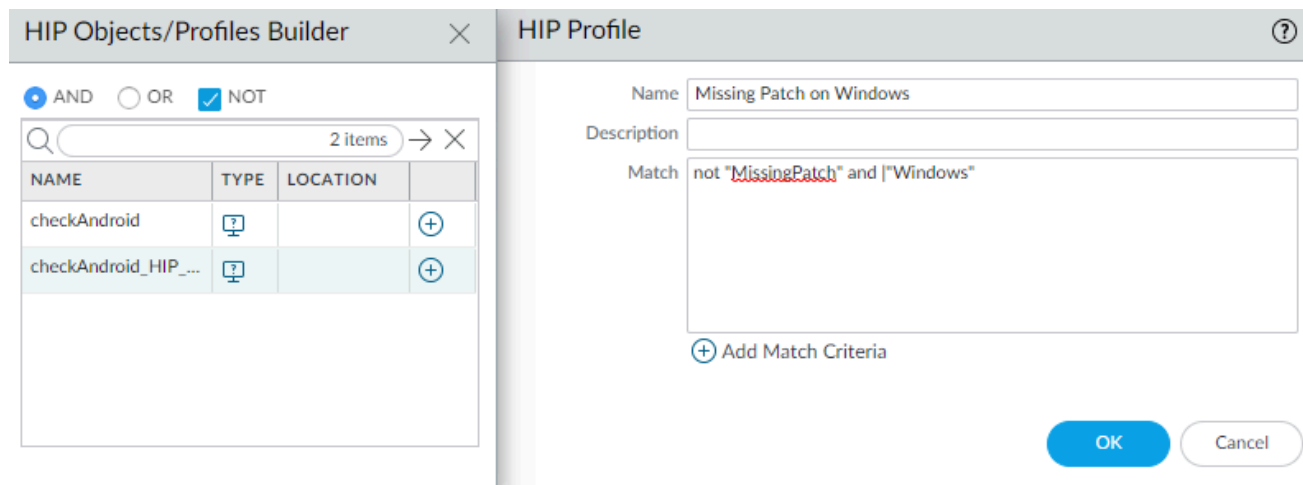 HIP Objects/Profiles Builder
AND OR NOT
2 items
NAME TYPE LOCATION
checkAndroid
checkAndroid_HIP_...
HIP Profile
Name Missing Patch on Windows
Description
Match not "MissingPatch" and |"Windows"
Add Match Criteria
OK Cancel